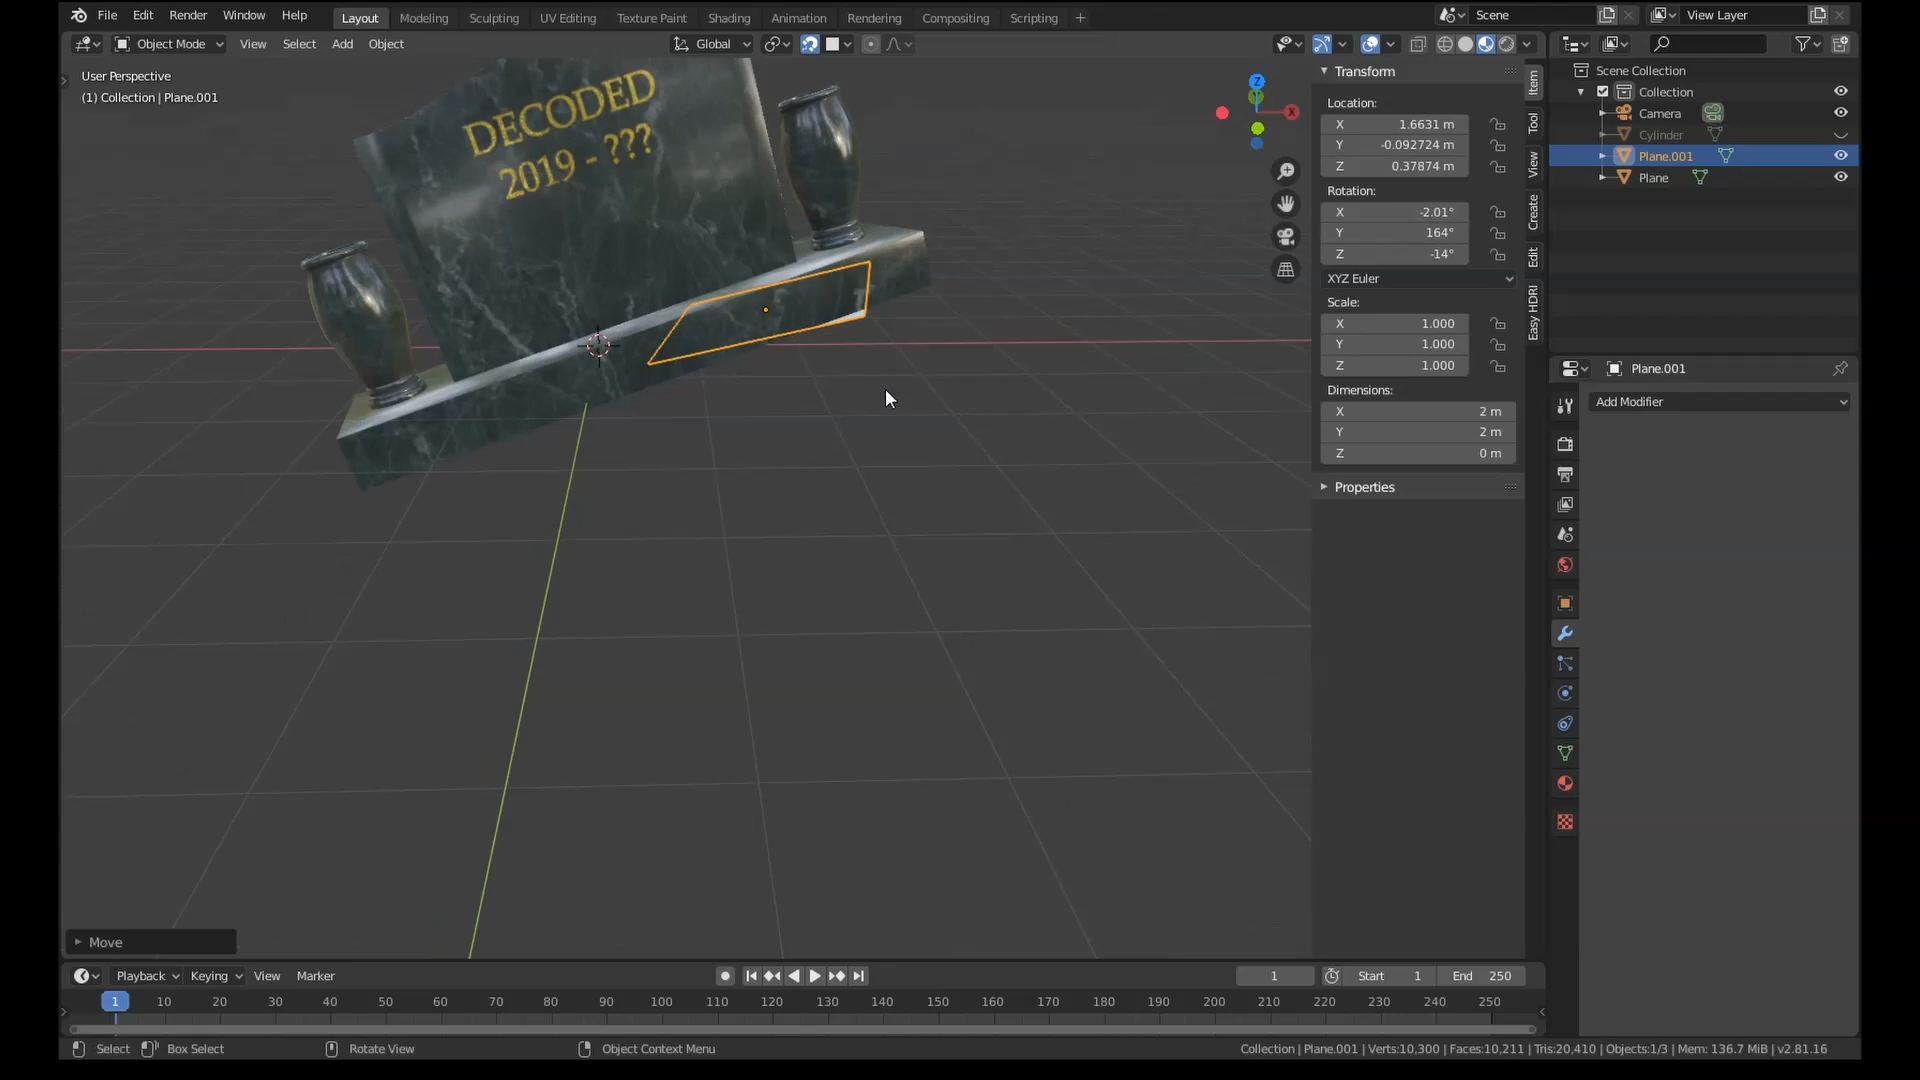 File Edit Render Window Help Layout Modeling Sculpting UV Editing Texture Paint Shading Animation Rendering Compositing Scripting + Scene View Layer
Object Mode View Select Add Object Global
User Perspective
(1) Collection | Plane.001
DECODED
2019 - ???
Z
X
Transform
Location:
X 1.6631 m
Y -0.092724 m
Z 0.37874 m
Rotation:
X -2.01°
Y 164°
Z -14°
XYZ Euler
Scale:
X 1.000
Y 1.000
Z 1.000
Dimensions:
X 2 m
Y 2 m
Z 0 m
Properties
Item
Tool
View
Create
Edit
Easy HDRI
Scene Collection
Collection
Camera
Cylinder
Plane.001
Plane
Plane.001
Add Modifier
Move
Playback Keying View Marker 1 Start 1 End 250
1 10 20 30 40 50 60 70 80 90 100 110 120 130 140 150 160 170 180 190 200 210 220 230 240 250
Select Box Select Rotate View Object Context Menu Collection | Plane.001 | Verts:10,300 | Faces:10,211 | Tris:20,410 | Objects:1/3 | Mem: 136.7 MiB | v2.81.16